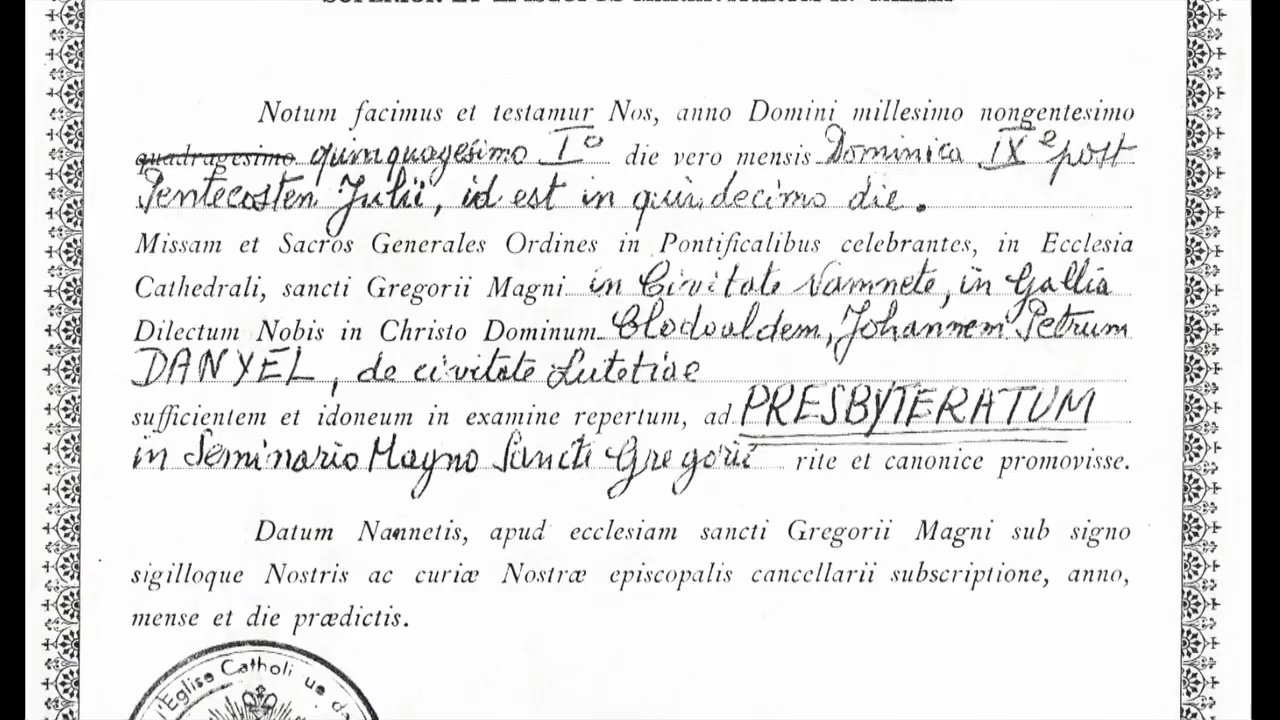 Notum facimus et testamur Nos, anno Domini millesimo nongentesimo
quadragesimo quinquagesimo I° die vero mensis Dominica IXe post
Pentecosten Julii, id est in quindecimo die.
Missam et Sacros Generales Ordines in Pontificalibus celebrantes, in Ecclesia
Cathedrali, sancti Gregorii Magni in Civitate Namnete, in Gallia
Dilectum Nobis in Christo Dominum Clodoaldem, Johannem Petrum
DANYEL, de civitate Lutetiae
sufficientem et idoneum in examine repertum, ad PRESBYTERATUM
in Seminario Magno Sancti Gregorii rite et canonice promovisse.
Datum Nannetis, apud ecclesiam sancti Gregorii Magni sub signo
sigilloque Nostris ac curiæ Nostræ episcopalis cancellarii subscriptione, anno,
mense et die prædictis.
l'Eglise Catholi ue de